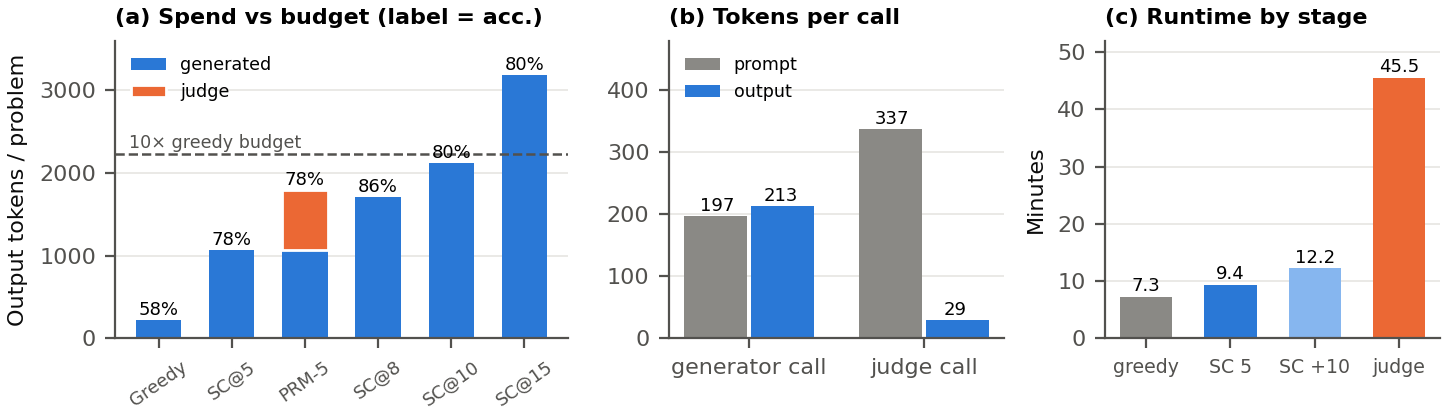 (a) Spend vs budget (label = acc.)
Output tokens / problem
3000
2000
1000
0
generated
judge
10× greedy budget
58%
78%
78%
86%
80%
80%
Greedy
SC@5
PRM-5
SC@8
SC@10
SC@15
(b) Tokens per call
400
300
200
100
0
prompt
output
197
213
337
29
generator call
judge call
(c) Runtime by stage
Minutes
50
40
30
20
10
0
7.3
9.4
12.2
45.5
greedy
SC 5
SC +10
judge